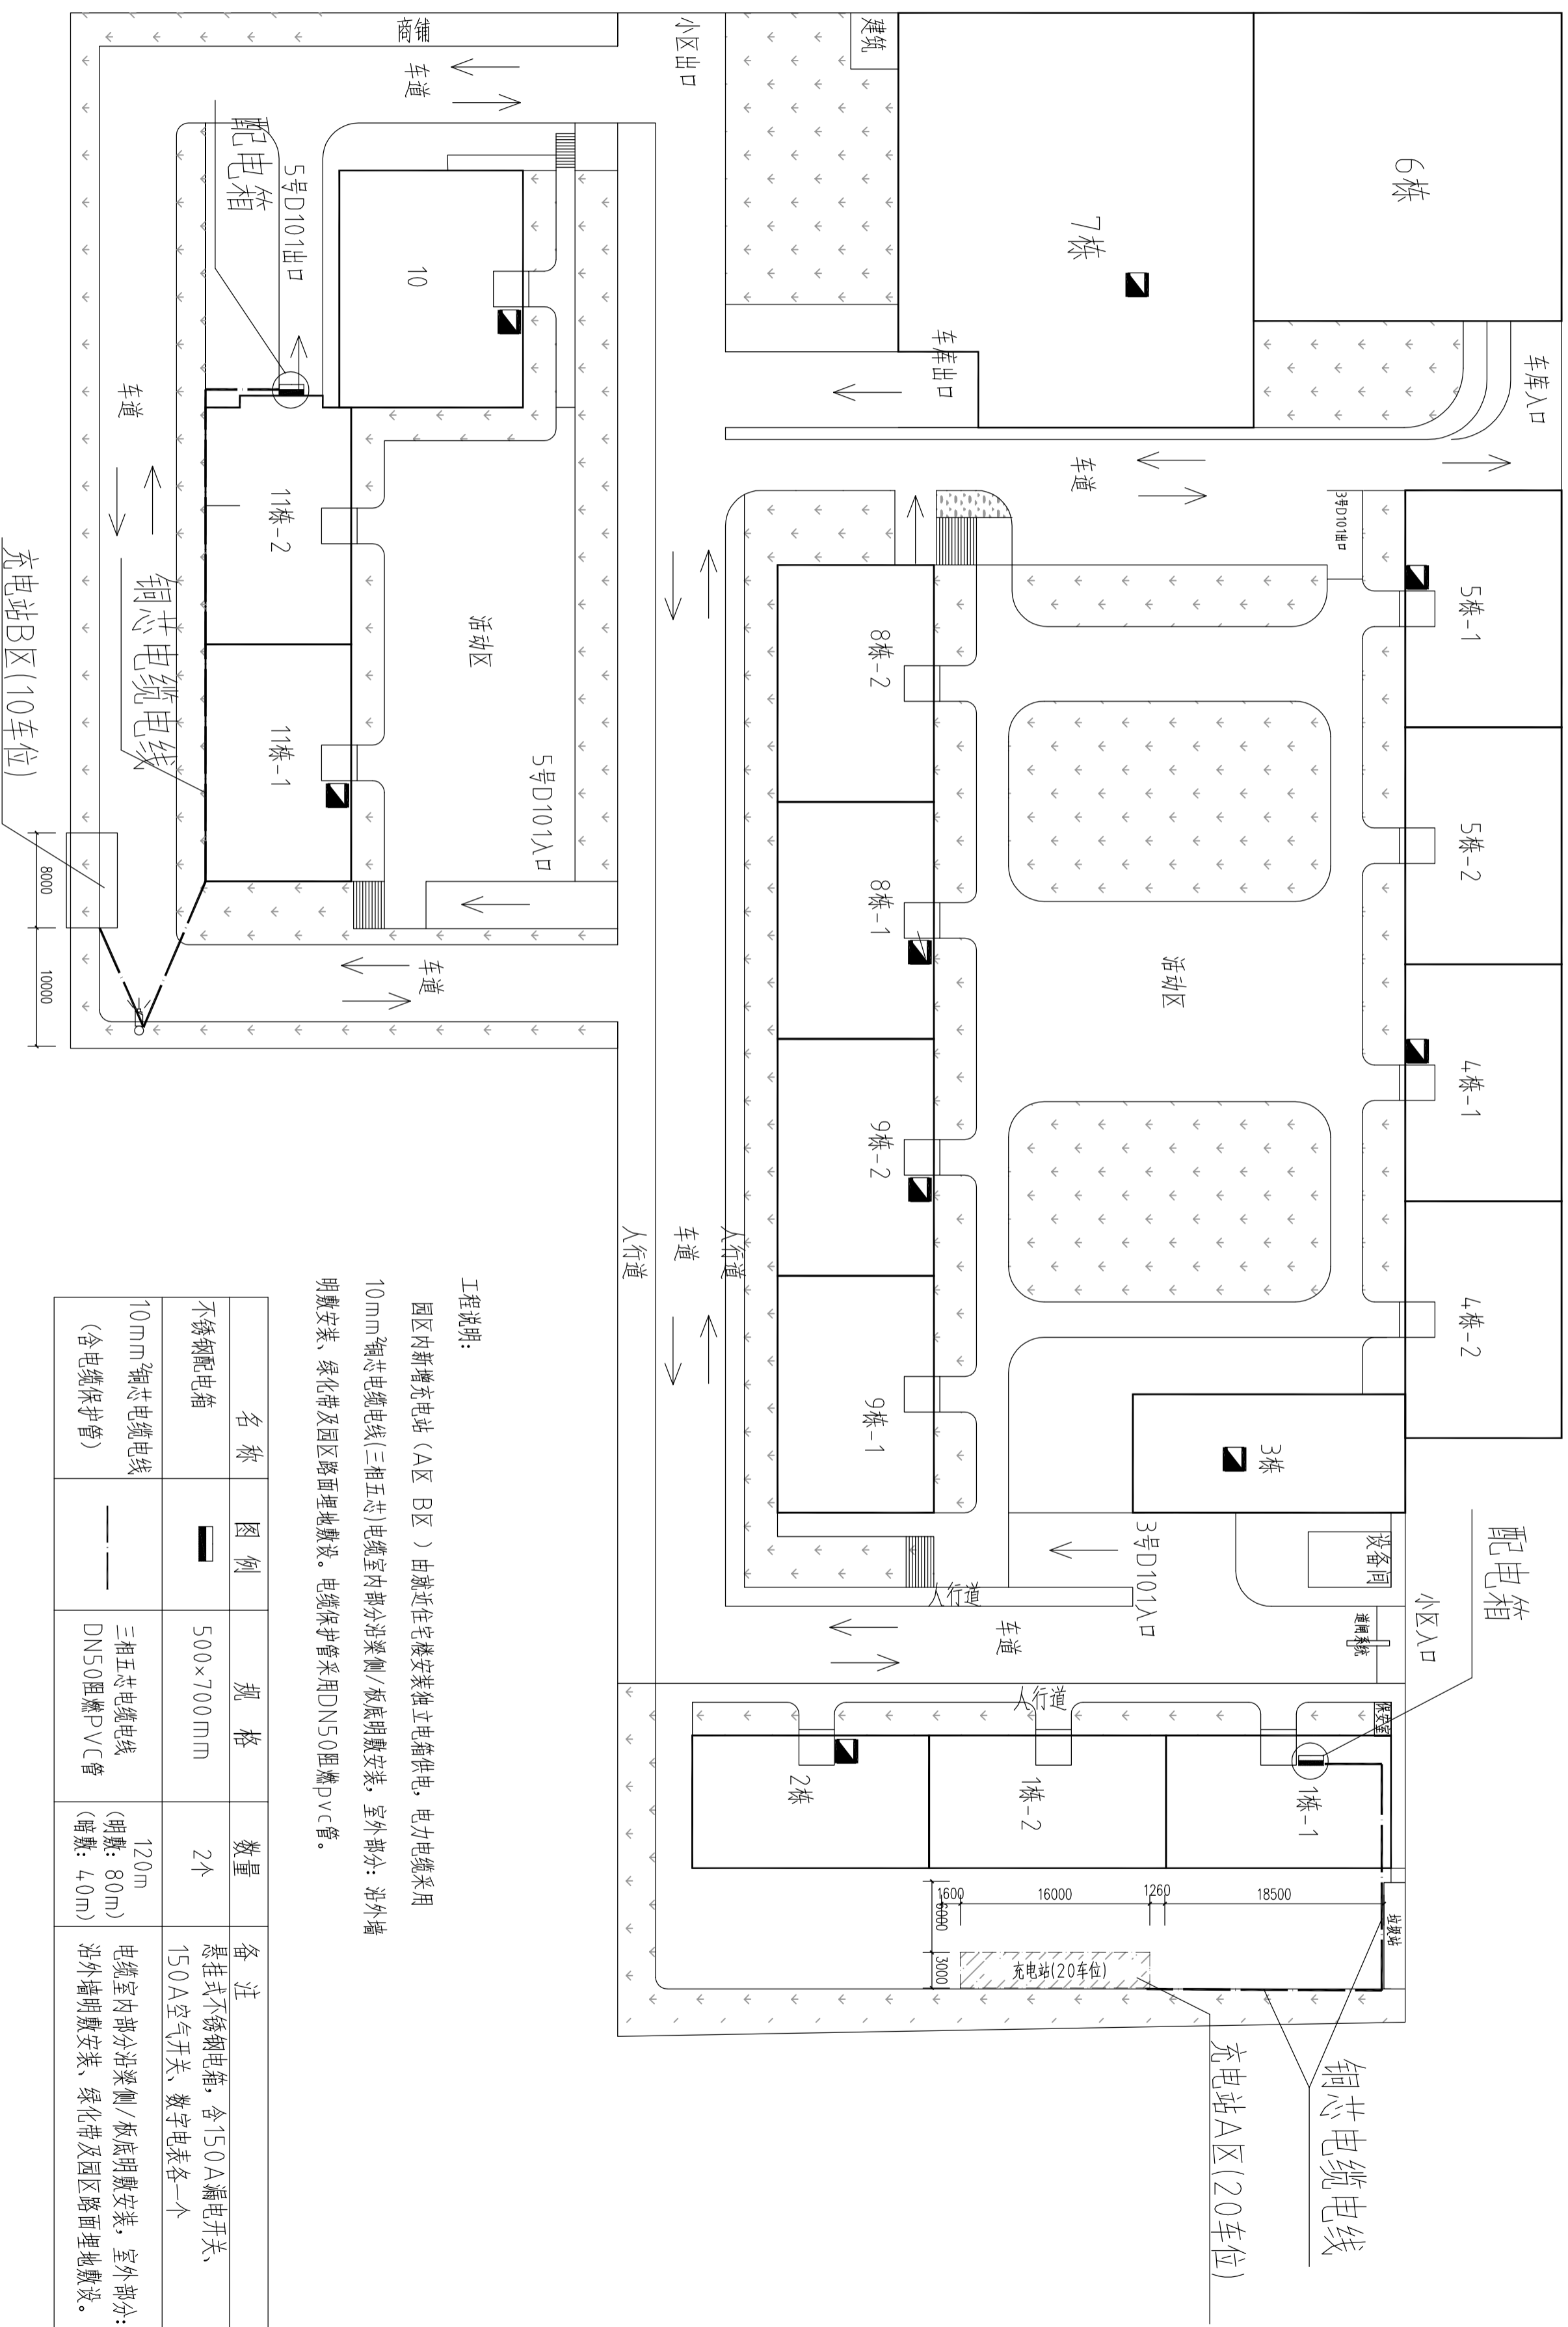 6栋
7栋
建筑
小区出口
商铺
车道
配电箱
5号D101出口
10
车库出口
车库入口
车道
车道
3号D101出口
5栋-1
5栋-2
4栋-1
4栋-2
8栋-2
8栋-1
9栋-2
9栋-1
活动区
活动区
11栋-2
11栋-1
铜芯电缆电线
充电站B区(10车位)
5号D101入口
8000
10000
车道
人行道
车道
人行道
3栋
设备间
3号D101入口
人行道
车道
道闸系统
小区入口
配电箱
人行道
保安室
1栋-1
1栋-2
2栋
1600
16000
1260
18500
6000
3000
垃圾站
充电站(20车位)
铜芯电缆电线
充电站A区(20车位)
工程说明:
园区内新增充电站（A区 B区 ）由就近住宅楼安装独立电箱供电，电力电缆采用
10mm²铜芯电缆电线(三相五芯)电缆室内部分沿梁侧/板底明敷安装，室外部分：沿外墙
明敷安装、绿化带及园区路面埋地敷设。电缆保护管采用DN50阻燃pvc管。
名 称 图 例 规 格 数量 备 注
不锈钢配电箱 500×700mm 2个 悬挂式不锈钢电箱，含150A漏电开关、
150A空气开关、数字电表各一个
10mm²铜芯电缆电线
(含电缆保护管)
三相五芯电缆电线
DN50阻燃PVC管
120m
(明敷：80m)
(暗敷：40m)
电缆室内部分沿梁侧/板底明敷安装，室外部分：
沿外墙明敷安装、绿化带及园区路面埋地敷设。